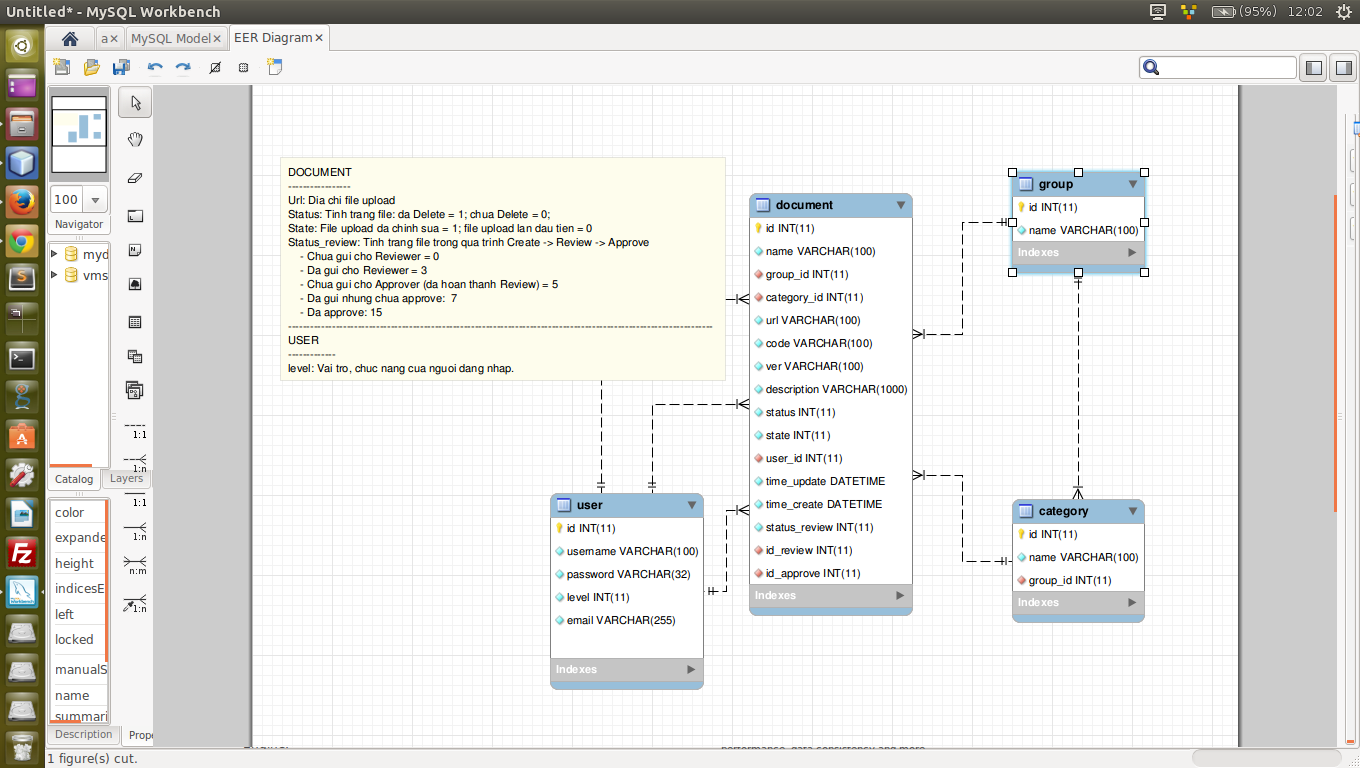 Untitled* - MySQL Workbench
(95%)
12:02
a
MySQL Model
EER Diagram
100
Navigator
myd
vms
Catalog
Layers
color
expande
height
indicesE
left
locked
manualS
name
summari
Description
Prope
1:1
1:n
1:1
1:n
n:m
1:n
DOCUMENT
-----------------
Url: Dia chi file upload
Status: Tinh trang file: da Delete = 1; chua Delete = 0;
State: File upload da chinh sua = 1; file upload lan dau tien = 0
Status_review: Tinh trang file trong qua trinh Create -> Review -> Approve
- Chua gui cho Reviewer = 0
- Da gui cho Reviewer = 3
- Chua gui cho Approver (da hoan thanh Review) = 5
- Da gui nhung chua approve: 7
- Da approve: 15
USER
-------------
level: Vai tro, chuc nang cua nguoi dang nhap.
document
id INT(11)
name VARCHAR(100)
group_id INT(11)
category_id INT(11)
url VARCHAR(100)
code VARCHAR(100)
ver VARCHAR(100)
description VARCHAR(1000)
status INT(11)
state INT(11)
user_id INT(11)
time_update DATETIME
time_create DATETIME
status_review INT(11)
id_review INT(11)
id_approve INT(11)
Indexes
group
id INT(11)
name VARCHAR(100)
Indexes
user
id INT(11)
username VARCHAR(100)
password VARCHAR(32)
level INT(11)
email VARCHAR(255)
Indexes
category
id INT(11)
name VARCHAR(100)
group_id INT(11)
Indexes
performance, data consistency and more
1 figure(s) cut.